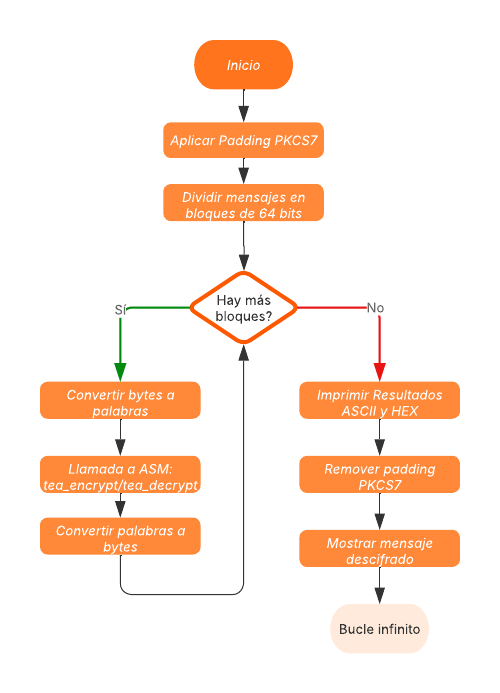 Inicio
Aplicar Padding PKCS7
Dividir mensajes en
bloques de 64 bits
Hay más
bloques?
Sí
No
Convertir bytes a
palabras
Llamada a ASM:
tea_encrypt/tea_decrypt
Convertir palabras a
bytes
Imprimir Resultados
ASCII y HEX
Remover padding
PKCS7
Mostrar mensaje
descifrado
Bucle infinito